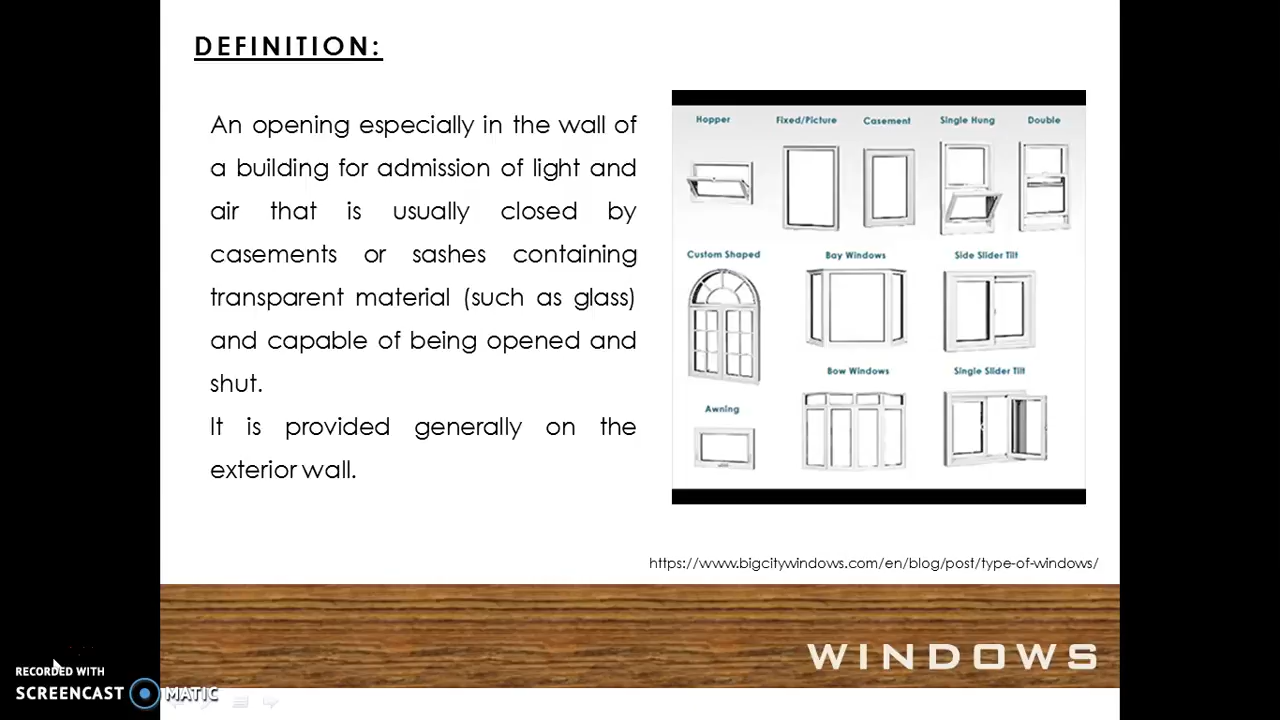 DEFINITION:
An opening especially in the wall of
a building for admission of light and
air that is usually closed by
casements or sashes containing
transparent material (such as glass)
and capable of being opened and
shut.
It is provided generally on the
exterior wall.
Hopper
Fixed/Picture
Casement
Single Hung
Double
Custom Shaped
Bay Windows
Side Slider Tilt
Bow Windows
Single Slider Tilt
Awning
https://www.bigcitywindows.com/en/blog/post/type-of-windows/
WINDOWS
RECORDED WITH
SCREENCAST MATIC